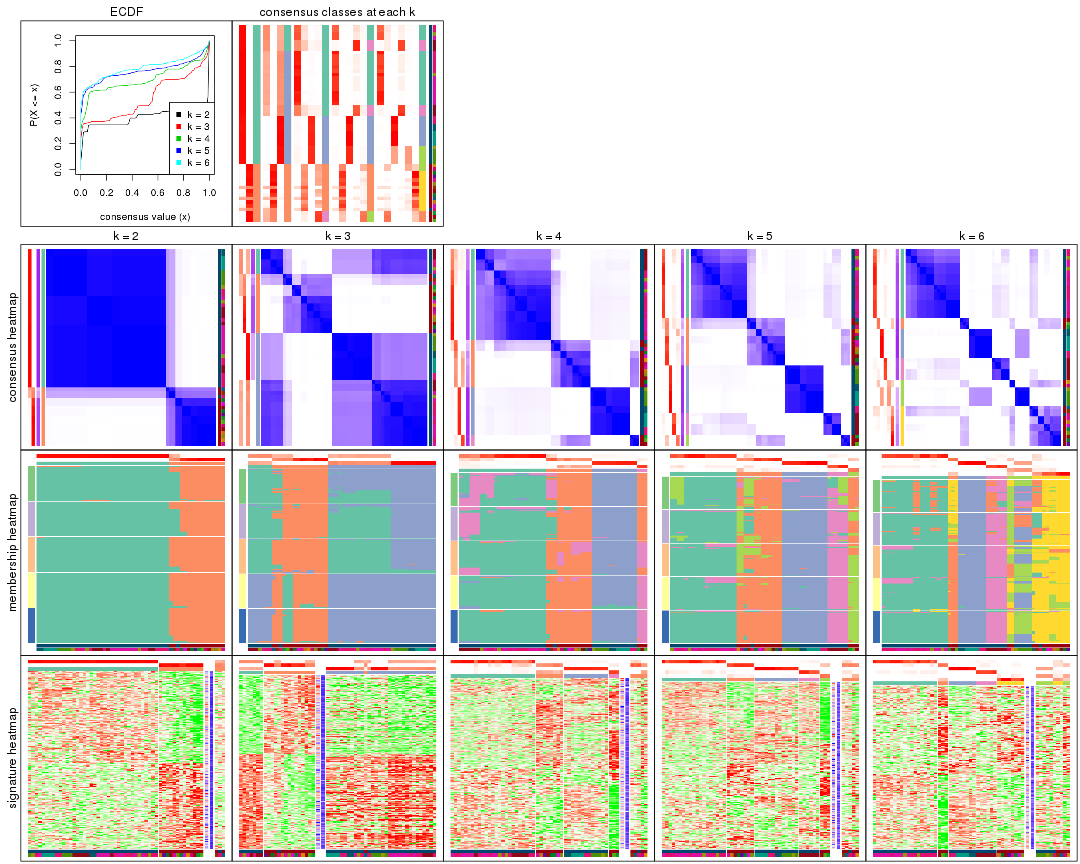 ECDF
consensus classes at each k
P(X <= x)
0.0 0.2 0.4 0.6 0.8 1.0
k = 2
k = 3
k = 4
k = 5
k = 6
0.0 0.2 0.4 0.6 0.8 1.0
consensus value (x)
k = 2 k = 3 k = 4 k = 5 k = 6
consensus heatmap
membership heatmap
signature heatmap